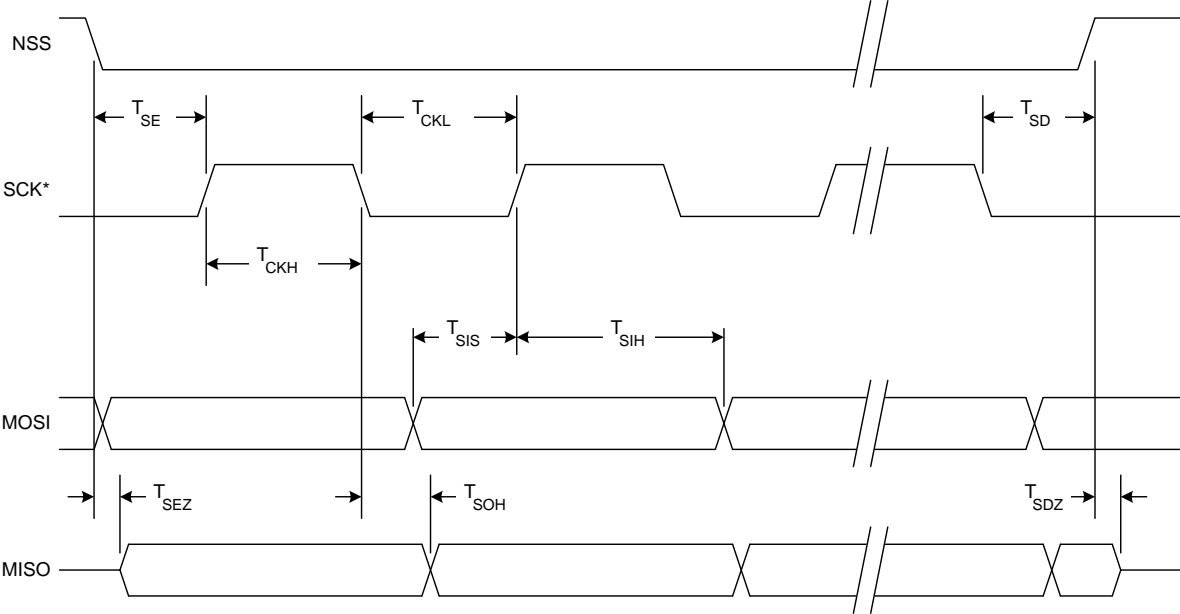 NSS
T_SE
T_CKL
T_SD
SCK*
T_CKH
T_SIS
T_SIH
MOSI
T_SEZ
T_SOH
T_SDZ
MISO